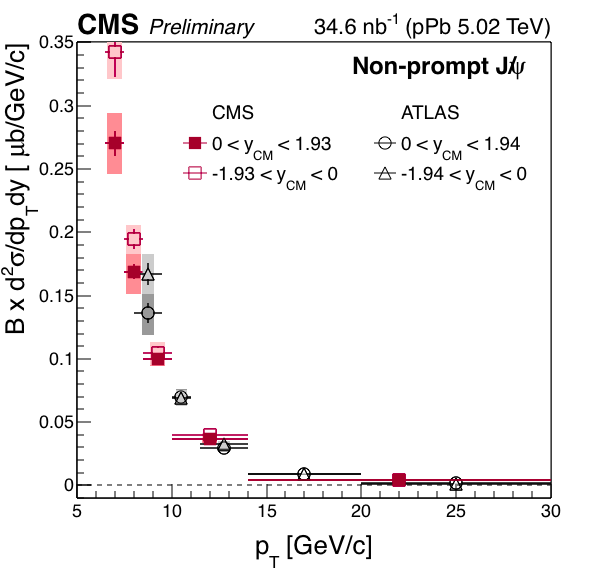 CMS Preliminary 34.6 nb⁻¹ (pPb 5.02 TeV)
Non-prompt J/ψ
CMS ATLAS
0 < y_CM < 1.93 0 < y_CM < 1.94
-1.93 < y_CM < 0 -1.94 < y_CM < 0
B x d²σ/dp_Tdy [ μb/GeV/c]
0.35
0.3
0.25
0.2
0.15
0.1
0.05
0
5 10 15 20 25 30
p_T [GeV/c]